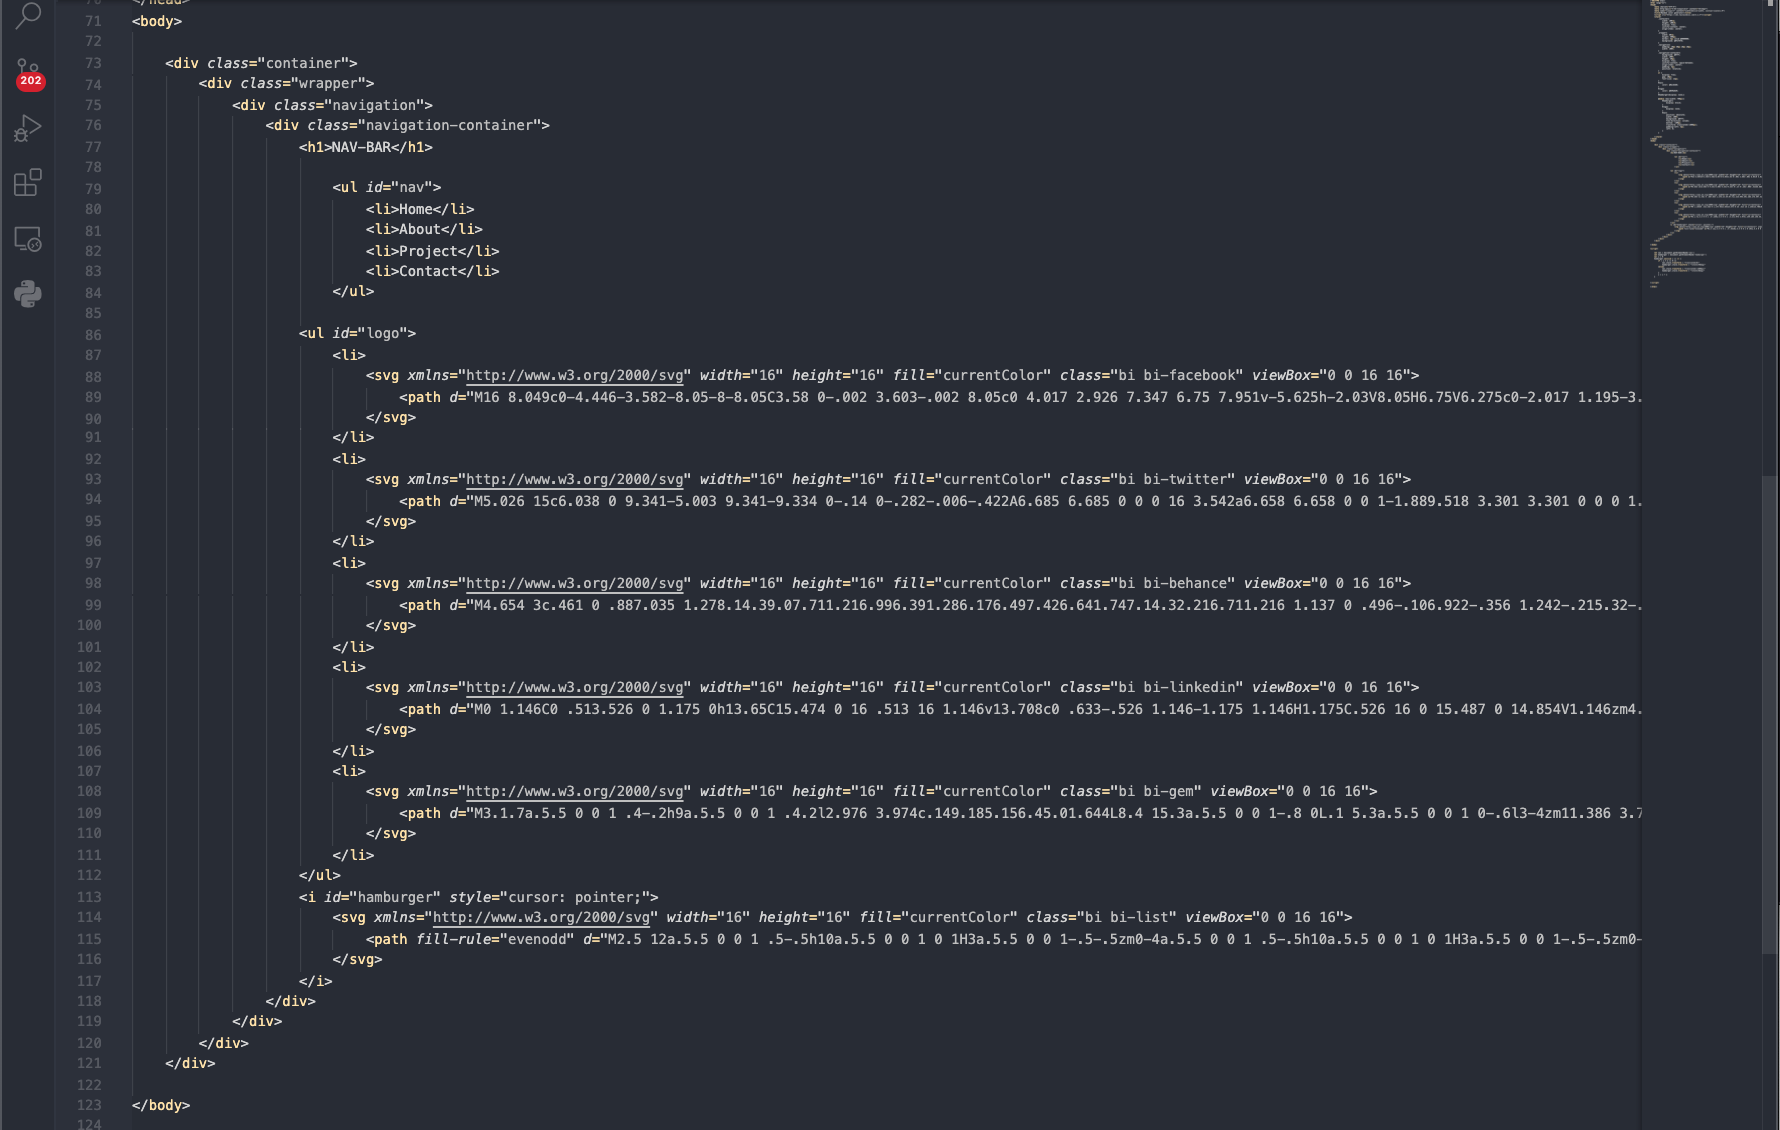 70 </head>
71 <body>
72
73 <div class="container">
74 <div class="wrapper">
75 <div class="navigation">
76 <div class="navigation-container">
77 <h1>NAV-BAR</h1>
78
79 <ul id="nav">
80 <li>Home</li>
81 <li>About</li>
82 <li>Project</li>
83 <li>Contact</li>
84 </ul>
85
86 <ul id="logo">
87 <li>
88 <svg xmlns="http://www.w3.org/2000/svg" width="16" height="16" fill="currentColor" class="bi bi-facebook" viewBox="0 0 16 16">
89 <path d="M16 8.049c0-4.446-3.582-8.05-8-8.05C3.58 0-.002 3.603-.002 8.05c0 4.017 2.926 7.347 6.75 7.951v-5.625h-2.03V8.05H6.75V6.275c0-2.017 1.195-3.
90 </svg>
91 </li>
92 <li>
93 <svg xmlns="http://www.w3.org/2000/svg" width="16" height="16" fill="currentColor" class="bi bi-twitter" viewBox="0 0 16 16">
94 <path d="M5.026 15c6.038 0 9.341-5.003 9.341-9.334 0-.14 0-.282-.006-.422A6.685 6.685 0 0 0 16 3.542a6.658 6.658 0 0 1-1.889.518 3.301 3.301 0 0 0 1.
95 </svg>
96 </li>
97 <li>
98 <svg xmlns="http://www.w3.org/2000/svg" width="16" height="16" fill="currentColor" class="bi bi-behance" viewBox="0 0 16 16">
99 <path d="M4.654 3c.461 0 .887.035 1.278.14.39.07.711.216.996.391.286.176.497.426.641.747.14.32.216.711.216 1.137 0 .496-.106.922-.356 1.242-.215.32-.
100 </svg>
101 </li>
102 <li>
103 <svg xmlns="http://www.w3.org/2000/svg" width="16" height="16" fill="currentColor" class="bi bi-linkedin" viewBox="0 0 16 16">
104 <path d="M0 1.146C0 .513.526 0 1.175 0h13.65C15.474 0 16 .513 16 1.146v13.708c0 .633-.526 1.146-1.175 1.146H1.175C.526 16 0 15.487 0 14.854V1.146zm4.
105 </svg>
106 </li>
107 <li>
108 <svg xmlns="http://www.w3.org/2000/svg" width="16" height="16" fill="currentColor" class="bi bi-gem" viewBox="0 0 16 16">
109 <path d="M3.1.7a.5.5 0 0 1 .4-.2h9a.5.5 0 0 1 .4.2l2.976 3.974c.149.185.156.45.01.644L8.4 15.3a.5.5 0 0 1-.8 0L.1 5.3a.5.5 0 0 1 0-.6l3-4zm11.386 3.7
110 </svg>
111 </li>
112 </ul>
113 <i id="hamburger" style="cursor: pointer;">
114 <svg xmlns="http://www.w3.org/2000/svg" width="16" height="16" fill="currentColor" class="bi bi-list" viewBox="0 0 16 16">
115 <path fill-rule="evenodd" d="M2.5 12a.5.5 0 0 1 .5-.5h10a.5.5 0 0 1 0 1H3a.5.5 0 0 1-.5-.5zm0-4a.5.5 0 0 1 .5-.5h10a.5.5 0 0 1 0 1H3a.5.5 0 0 1-.5-.5zm0-
116 </svg>
117 </i>
118 </div>
119 </div>
120 </div>
121 </div>
122
123 </body>
124
202